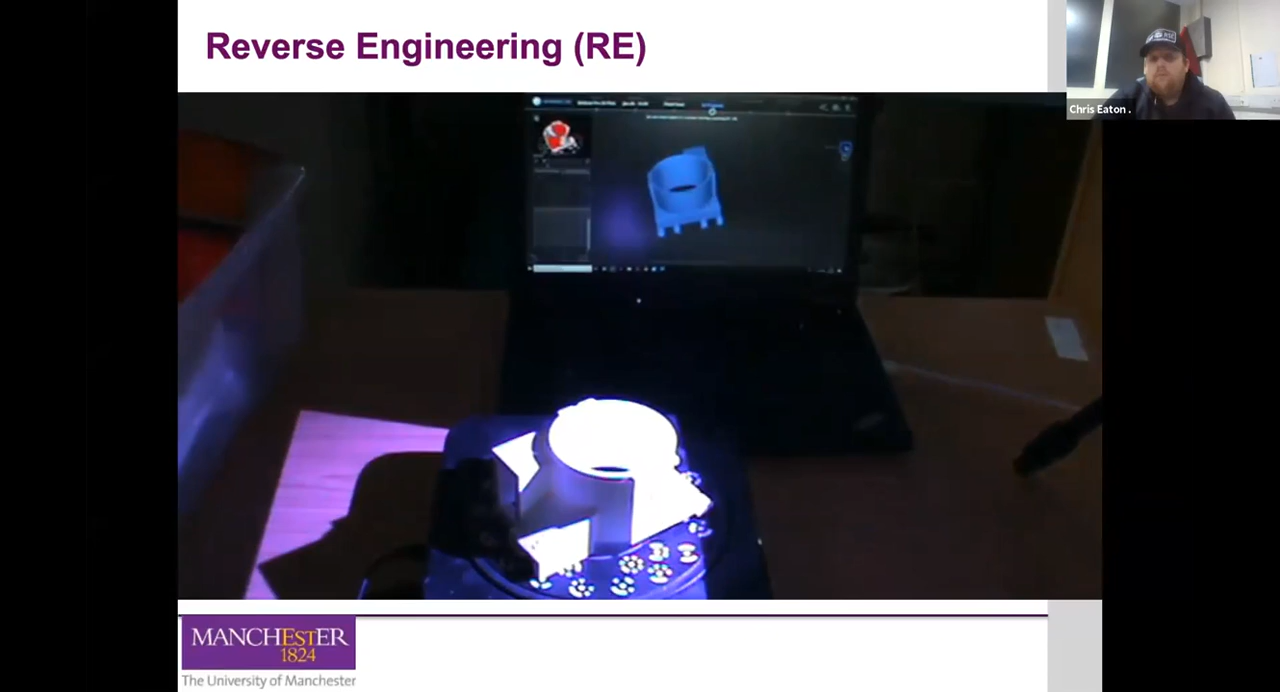 Reverse Engineering (RE)
Chris Eaton .
MANCHESTER
1824
The University of Manchester